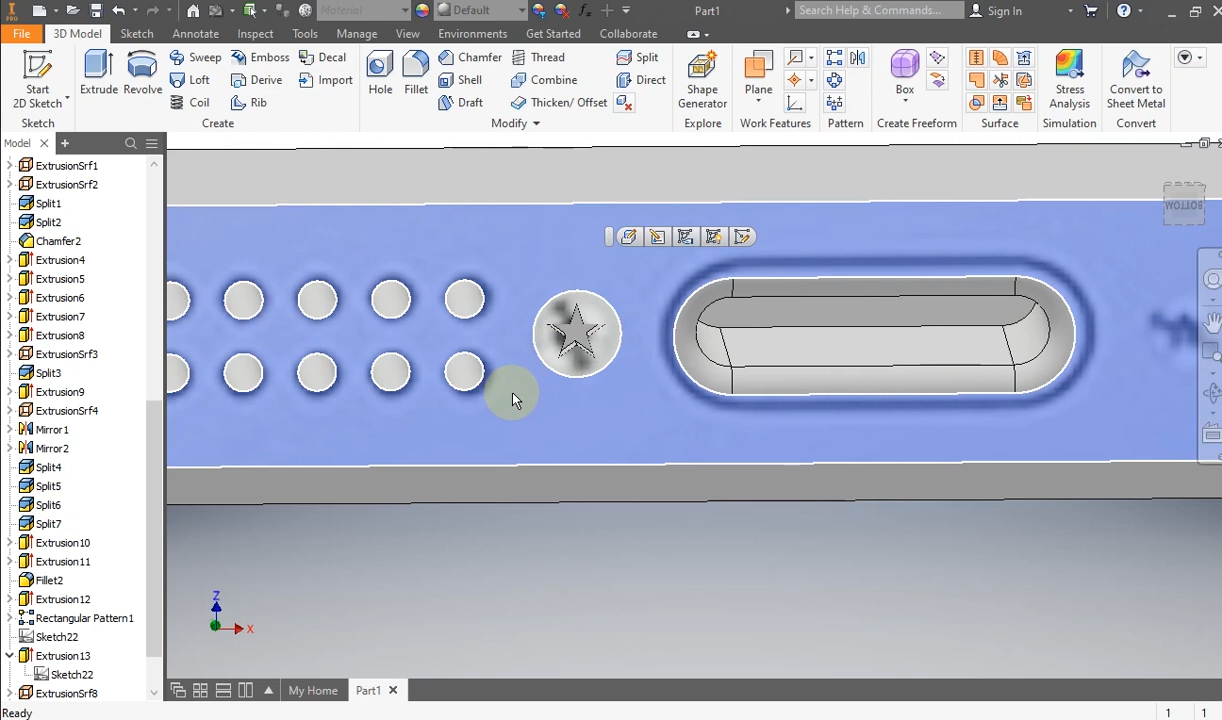 PRO
Material
Default
Part1
Search Help & Commands...
Sign In
File
3D Model
Sketch
Annotate
Inspect
Tools
Manage
View
Environments
Get Started
Collaborate
Start
2D Sketch
Extrude
Revolve
Sweep
Emboss
Decal
Loft
Derive
Import
Coil
Rib
Hole
Fillet
Chamfer
Thread
Split
Shell
Combine
Direct
Draft
Thicken/ Offset
Shape
Generator
Plane
Box
Stress
Analysis
Convert to
Sheet Metal
Sketch
Create
Modify
Explore
Work Features
Pattern
Create Freeform
Surface
Simulation
Convert
Model
ExtrusionSrf1
ExtrusionSrf2
Split1
Split2
Chamfer2
Extrusion4
Extrusion5
Extrusion6
Extrusion7
Extrusion8
ExtrusionSrf3
Split3
Extrusion9
ExtrusionSrf4
Mirror1
Mirror2
Split4
Split5
Split6
Split7
Extrusion10
Extrusion11
Fillet2
Extrusion12
Rectangular Pattern1
Sketch22
Extrusion13
Sketch22
ExtrusionSrf8
BOTTOM
Z
X
My Home
Part1
Ready
1
1